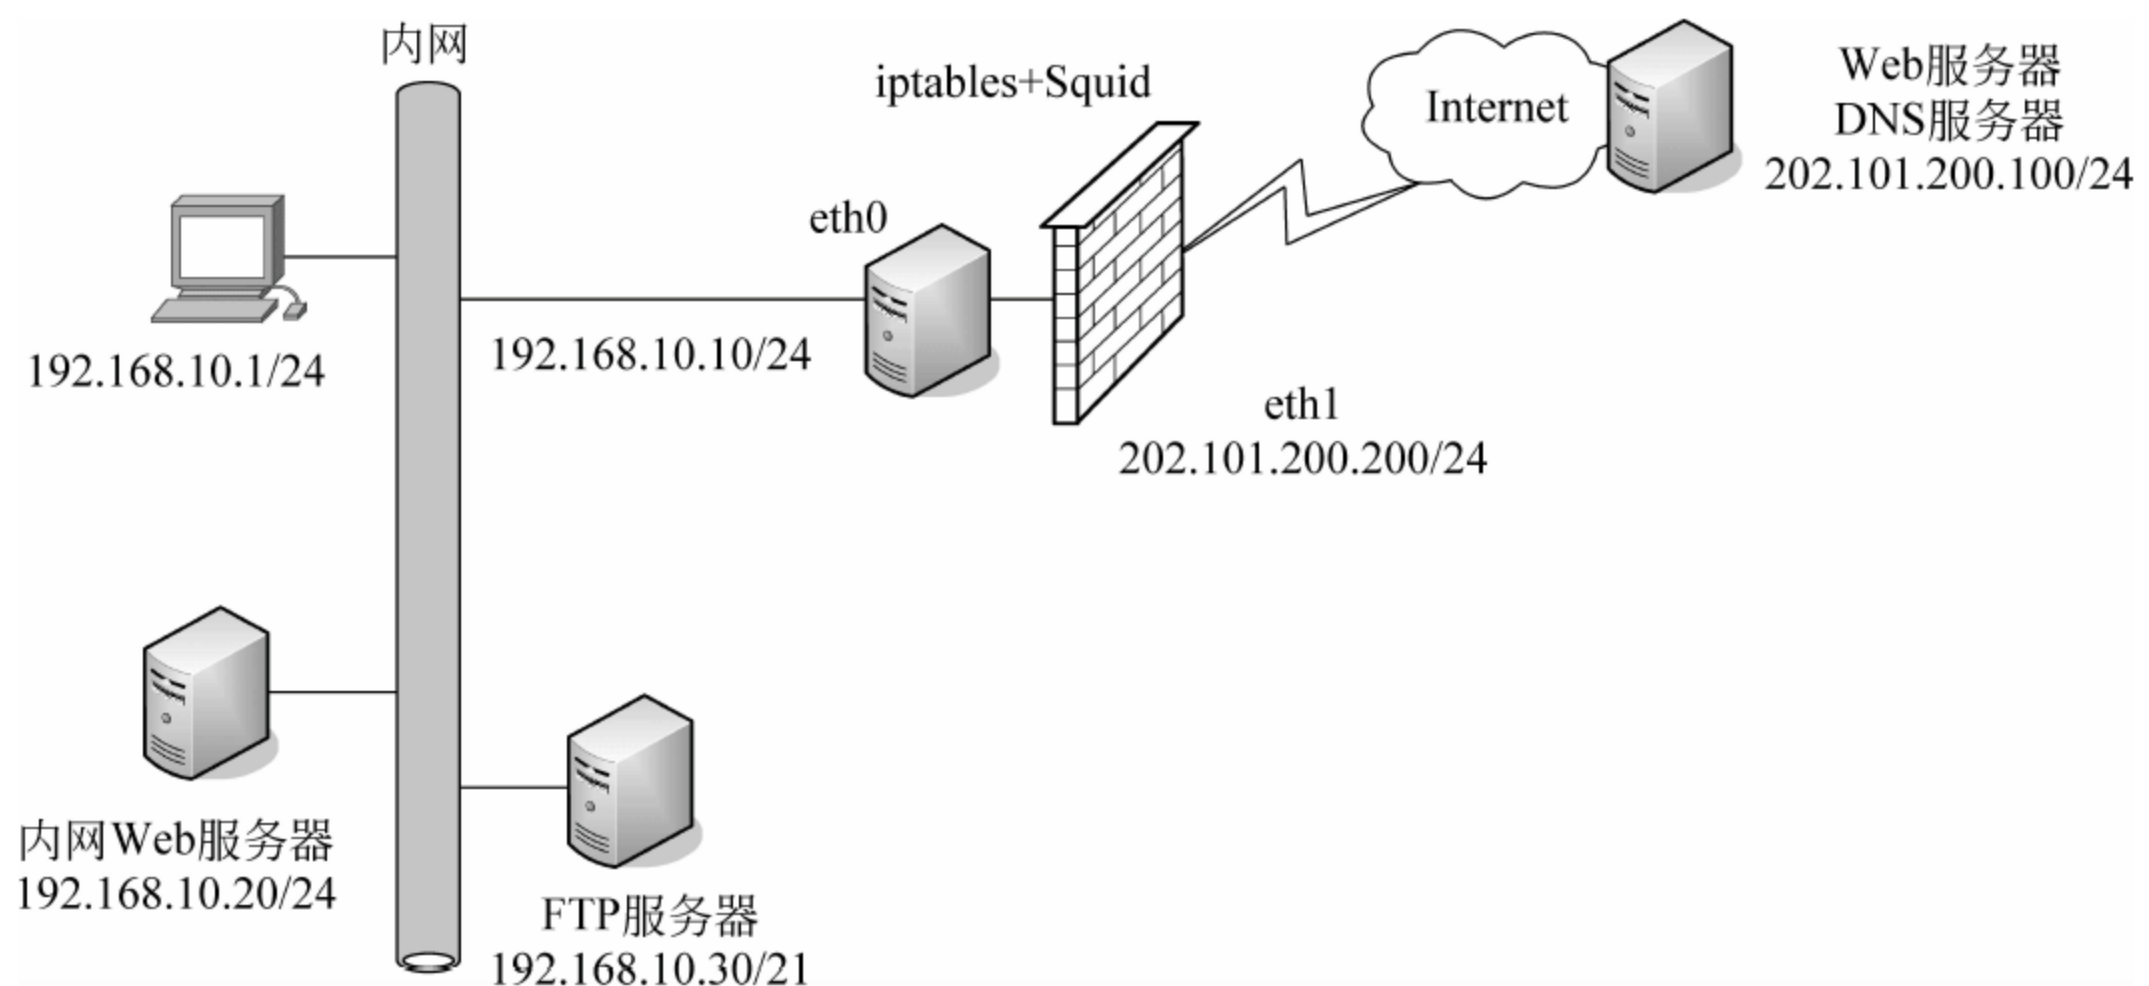 内网
iptables+Squid
Internet
Web服务器
DNS服务器
202.101.200.100/24
eth0
192.168.10.1/24
192.168.10.10/24
eth1
202.101.200.200/24
内网Web服务器
192.168.10.20/24
FTP服务器
192.168.10.30/21